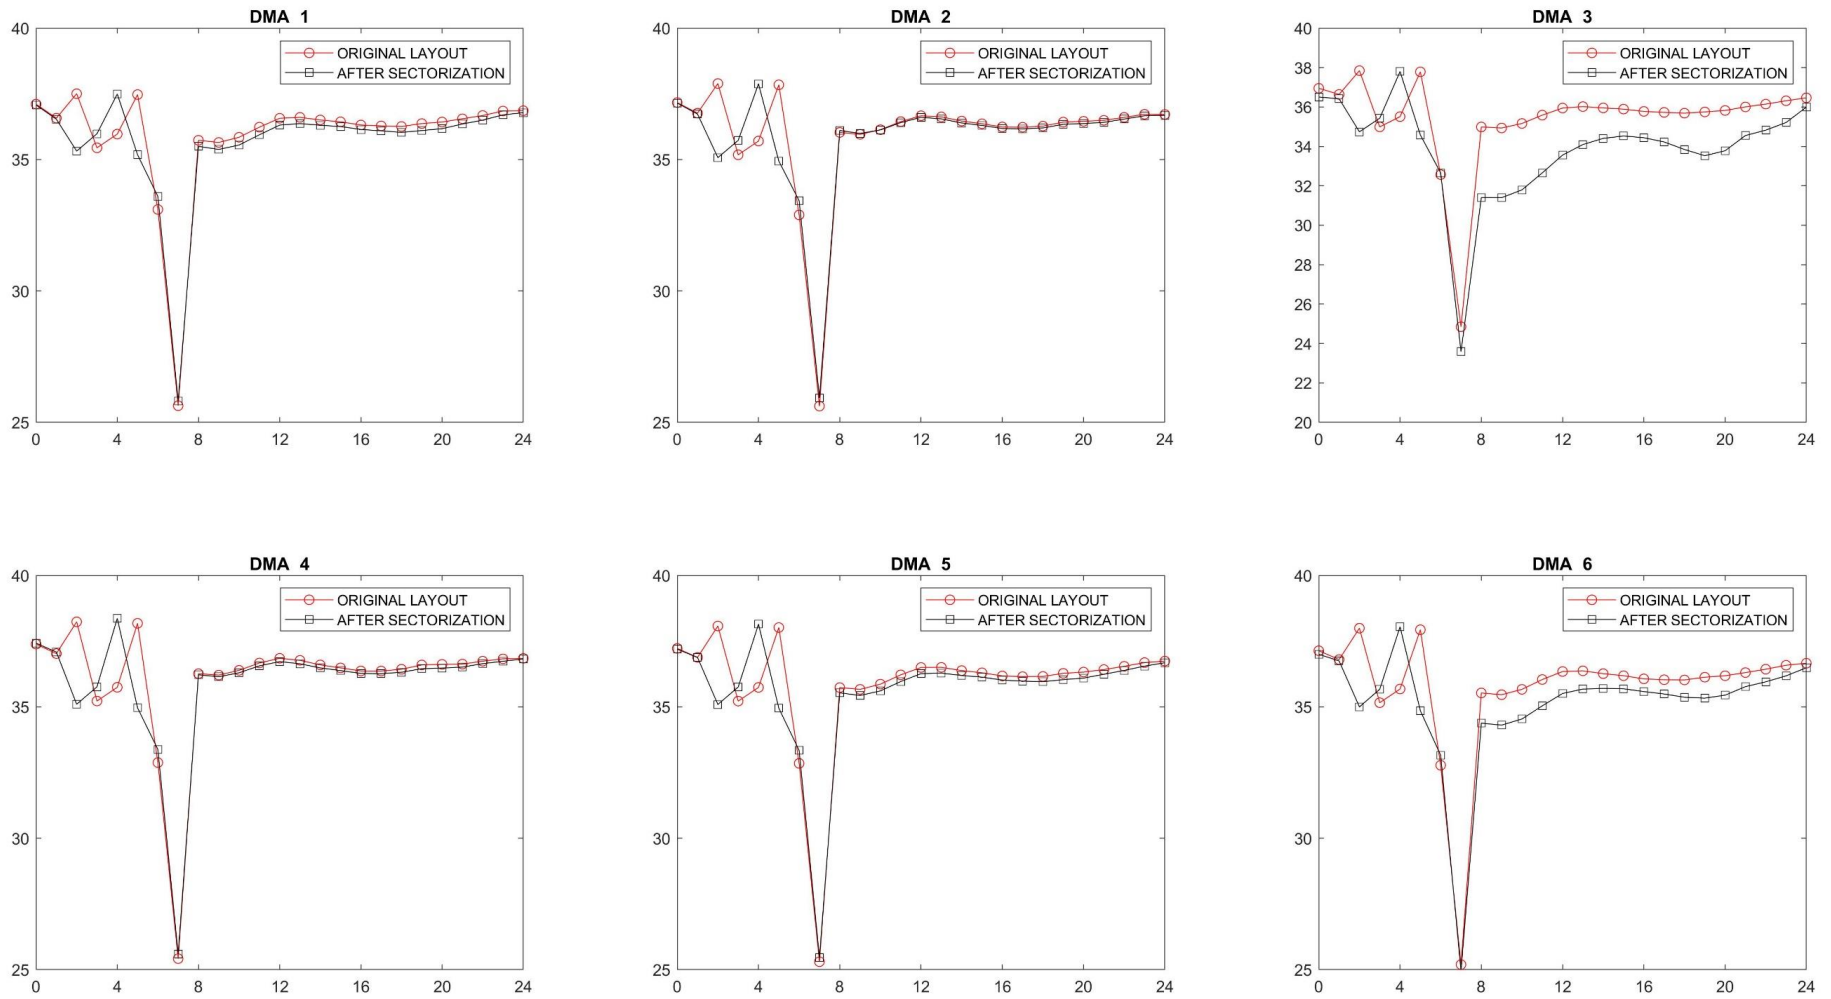 DMA 1
40
35
30
25
0 4 8 12 16 20 24
ORIGINAL LAYOUT
AFTER SECTORIZATION
DMA 2
40
35
30
25
0 4 8 12 16 20 24
ORIGINAL LAYOUT
AFTER SECTORIZATION
DMA 3
40
38
36
34
32
30
28
26
24
22
20
0 4 8 12 16 20 24
ORIGINAL LAYOUT
AFTER SECTORIZATION
DMA 4
40
35
30
25
0 4 8 12 16 20 24
ORIGINAL LAYOUT
AFTER SECTORIZATION
DMA 5
40
35
30
25
0 4 8 12 16 20 24
ORIGINAL LAYOUT
AFTER SECTORIZATION
DMA 6
40
35
30
25
0 4 8 12 16 20 24
ORIGINAL LAYOUT
AFTER SECTORIZATION